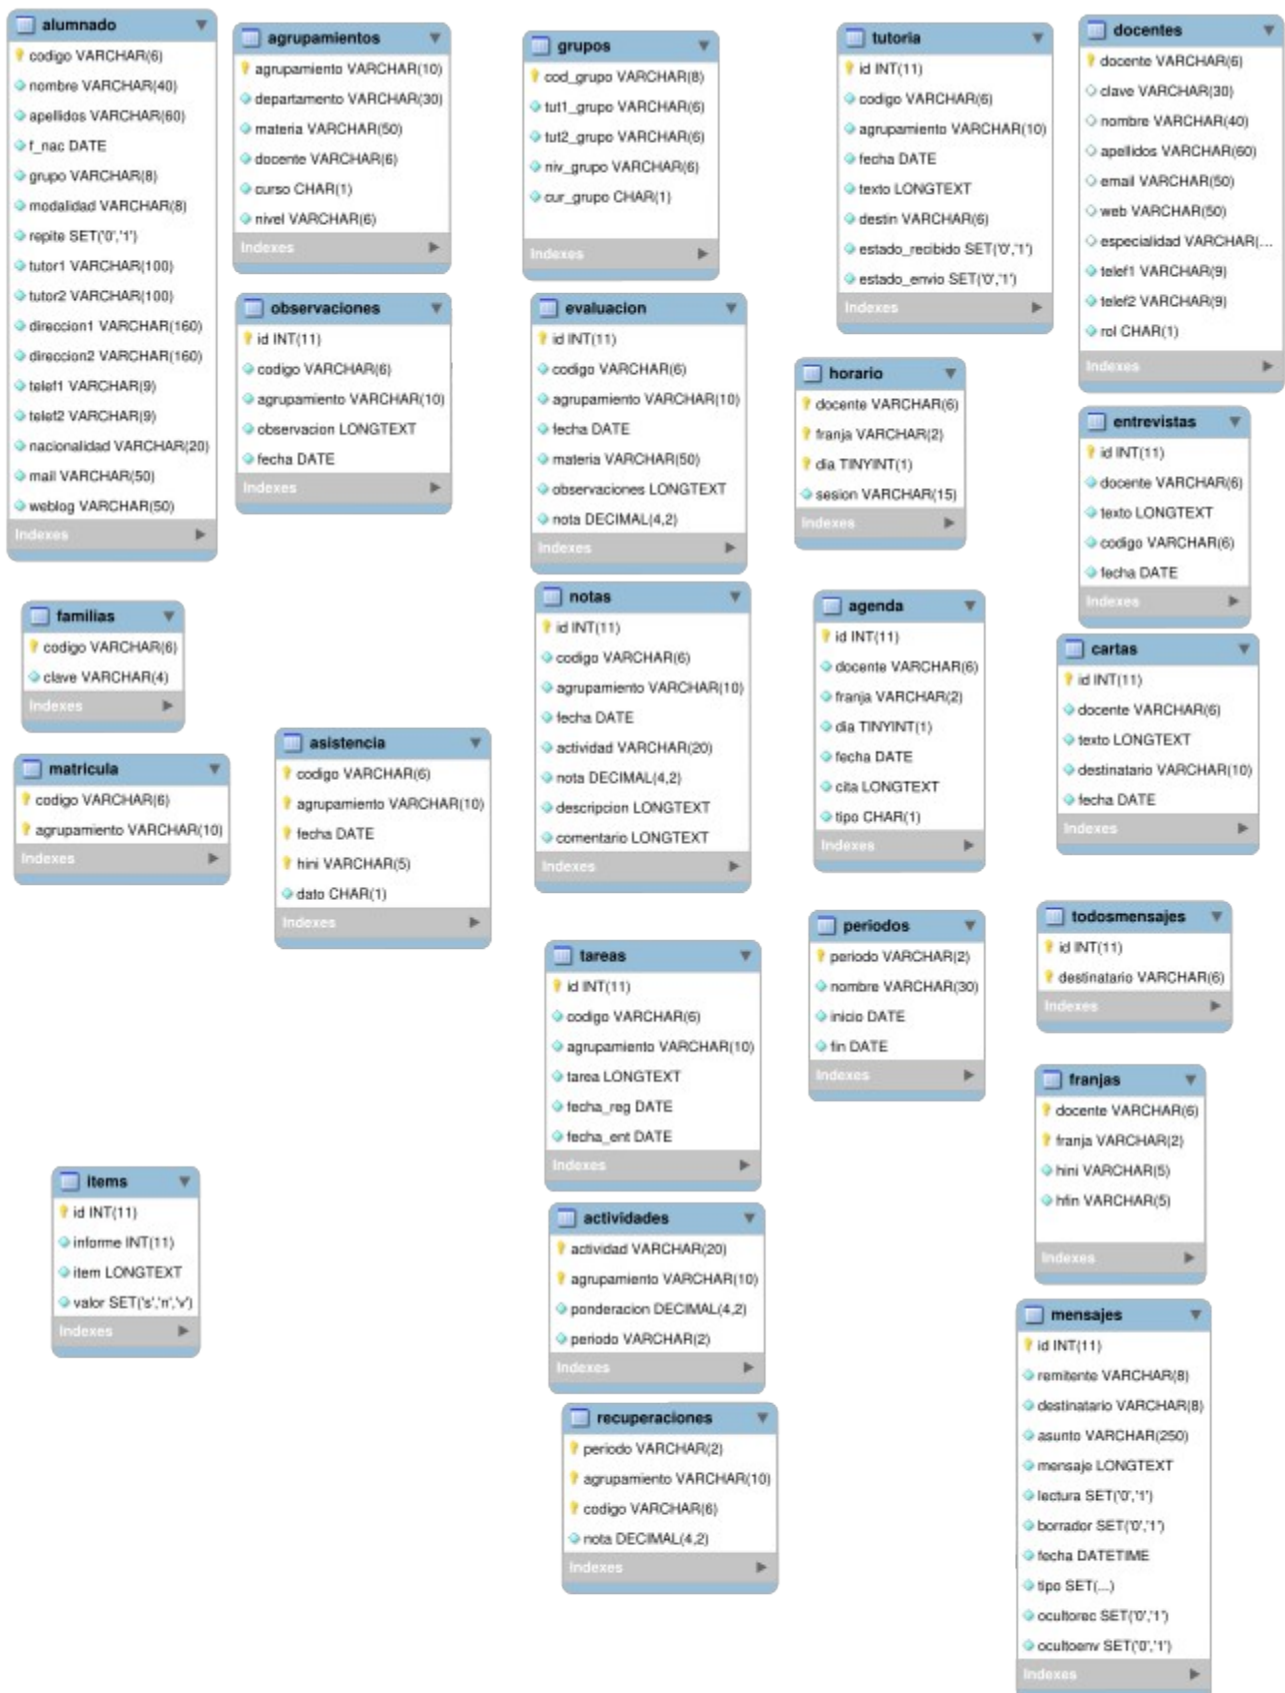 alumnado
codigo VARCHAR(6)
nombre VARCHAR(40)
apellidos VARCHAR(60)
f_nac DATE
grupo VARCHAR(8)
modalidad VARCHAR(8)
repite SET('0','1')
tutor1 VARCHAR(100)
tutor2 VARCHAR(100)
direccion1 VARCHAR(160)
direccion2 VARCHAR(160)
telef1 VARCHAR(9)
telef2 VARCHAR(9)
nacionalidad VARCHAR(20)
mail VARCHAR(50)
weblog VARCHAR(50)
Indexes
agrupamientos
agrupamiento VARCHAR(10)
departamento VARCHAR(30)
materia VARCHAR(50)
docente VARCHAR(6)
curso CHAR(1)
nivel VARCHAR(6)
Indexes
grupos
cod_grupo VARCHAR(8)
tut1_grupo VARCHAR(6)
tut2_grupo VARCHAR(6)
niv_grupo VARCHAR(6)
cur_grupo CHAR(1)
Indexes
tutoria
id INT(11)
codigo VARCHAR(6)
agrupamiento VARCHAR(10)
fecha DATE
texto LONGTEXT
destin VARCHAR(6)
estado_recibido SET('0','1')
estado_envio SET('0','1')
Indexes
docentes
docente VARCHAR(6)
clave VARCHAR(30)
nombre VARCHAR(40)
apellidos VARCHAR(60)
email VARCHAR(50)
web VARCHAR(50)
especialidad VARCHAR(...
telef1 VARCHAR(9)
telef2 VARCHAR(9)
rol CHAR(1)
Indexes
observaciones
id INT(11)
codigo VARCHAR(6)
agrupamiento VARCHAR(10)
observacion LONGTEXT
fecha DATE
Indexes
evaluacion
id INT(11)
codigo VARCHAR(6)
agrupamiento VARCHAR(10)
fecha DATE
materia VARCHAR(50)
observaciones LONGTEXT
nota DECIMAL(4,2)
Indexes
horario
docente VARCHAR(6)
franja VARCHAR(2)
dia TINYINT(1)
sesion VARCHAR(15)
Indexes
entrevistas
id INT(11)
docente VARCHAR(6)
texto LONGTEXT
codigo VARCHAR(6)
fecha DATE
Indexes
familias
codigo VARCHAR(6)
clave VARCHAR(4)
Indexes
notas
id INT(11)
codigo VARCHAR(6)
agrupamiento VARCHAR(10)
fecha DATE
actividad VARCHAR(20)
nota DECIMAL(4,2)
descripcion LONGTEXT
comentario LONGTEXT
Indexes
agenda
id INT(11)
docente VARCHAR(6)
franja VARCHAR(2)
dia TINYINT(1)
fecha DATE
cita LONGTEXT
tipo CHAR(1)
Indexes
cartas
id INT(11)
docente VARCHAR(6)
texto LONGTEXT
destinatario VARCHAR(10)
fecha DATE
Indexes
matricula
codigo VARCHAR(6)
agrupamiento VARCHAR(10)
Indexes
asistencia
codigo VARCHAR(6)
agrupamiento VARCHAR(10)
fecha DATE
hini VARCHAR(5)
dato CHAR(1)
Indexes
periodos
periodo VARCHAR(2)
nombre VARCHAR(30)
inicio DATE
fin DATE
Indexes
todosmensajes
id INT(11)
destinatario VARCHAR(6)
Indexes
tareas
id INT(11)
codigo VARCHAR(6)
agrupamiento VARCHAR(10)
tarea LONGTEXT
fecha_reg DATE
fecha_ent DATE
Indexes
franjas
docente VARCHAR(6)
franja VARCHAR(2)
hini VARCHAR(5)
hfin VARCHAR(5)
Indexes
items
id INT(11)
informe INT(11)
item LONGTEXT
valor SET('s','n','v')
Indexes
actividades
actividad VARCHAR(20)
agrupamiento VARCHAR(10)
ponderacion DECIMAL(4,2)
periodo VARCHAR(2)
Indexes
mensajes
id INT(11)
remitente VARCHAR(8)
destinatario VARCHAR(8)
asunto VARCHAR(250)
mensaje LONGTEXT
lectura SET('0','1')
borrador SET('0','1')
fecha DATETIME
tipo SET(...)
ocultorec SET('0','1')
ocultoenv SET('0','1')
Indexes
recuperaciones
periodo VARCHAR(2)
agrupamiento VARCHAR(10)
codigo VARCHAR(6)
nota DECIMAL(4,2)
Indexes